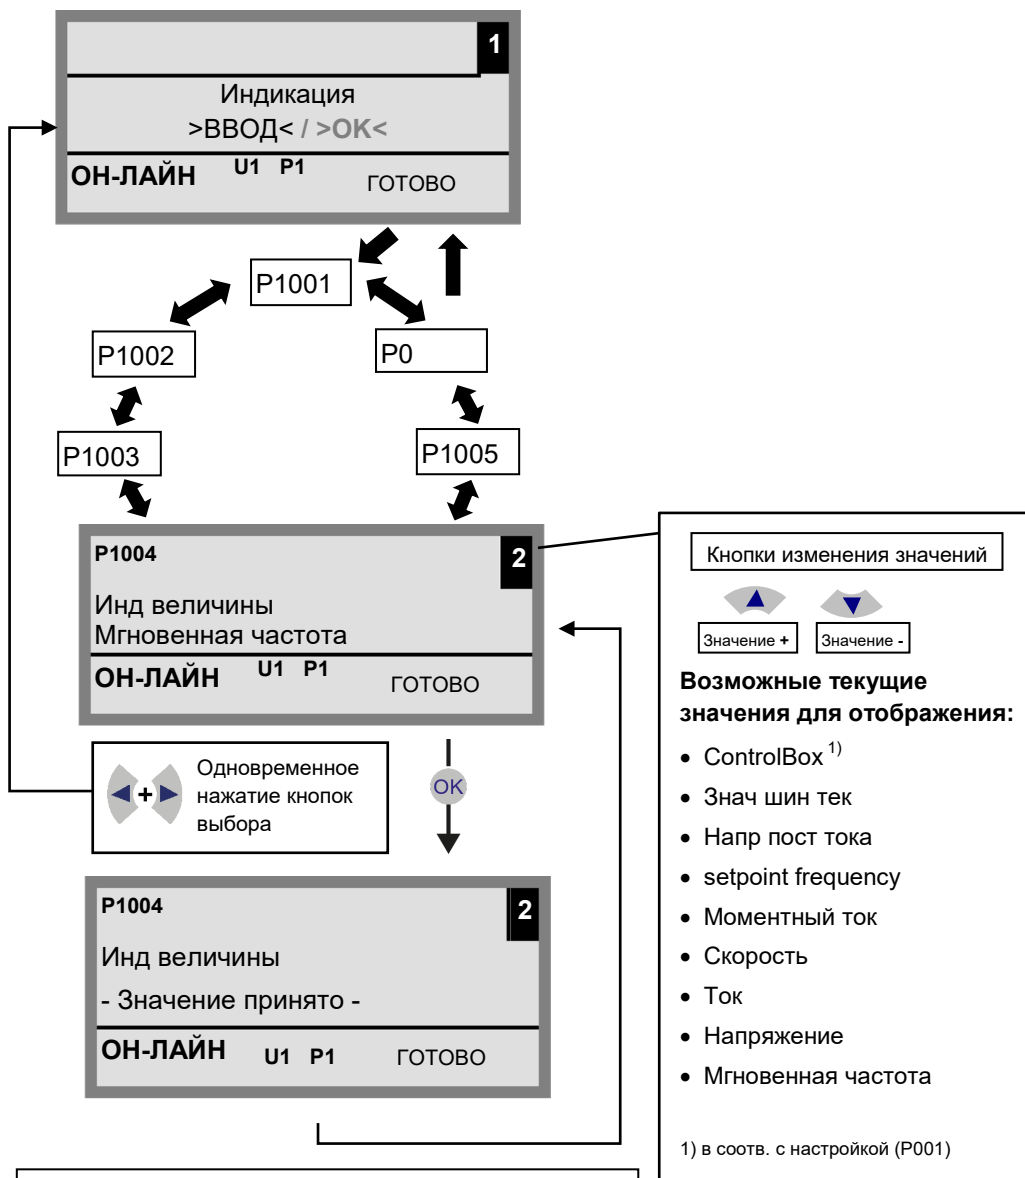 1
Индикация
>ВВОД< / >OK<
ОН-ЛАЙН U1 P1 ГОТОВО
P1001
P1002
P0
P1003
P1005
P1004
2
Инд величины
Мгновенная частота
ОН-ЛАЙН U1 P1 ГОТОВО
+
Одновременное
нажатие кнопок
выбора
OK
P1004
2
Инд величины
- Значение принято -
ОН-ЛАЙН U1 P1 ГОТОВО
Кнопки изменения значений
Значение +
Значение -
Возможные текущие
значения для отображения:
• ControlBox 1)
• Знач шин тек
• Напр пост тока
• setpoint frequency
• Моментный ток
• Скорость
• Ток
• Напряжение
• Мгновенная частота
1) в соотв. с настройкой (P001)